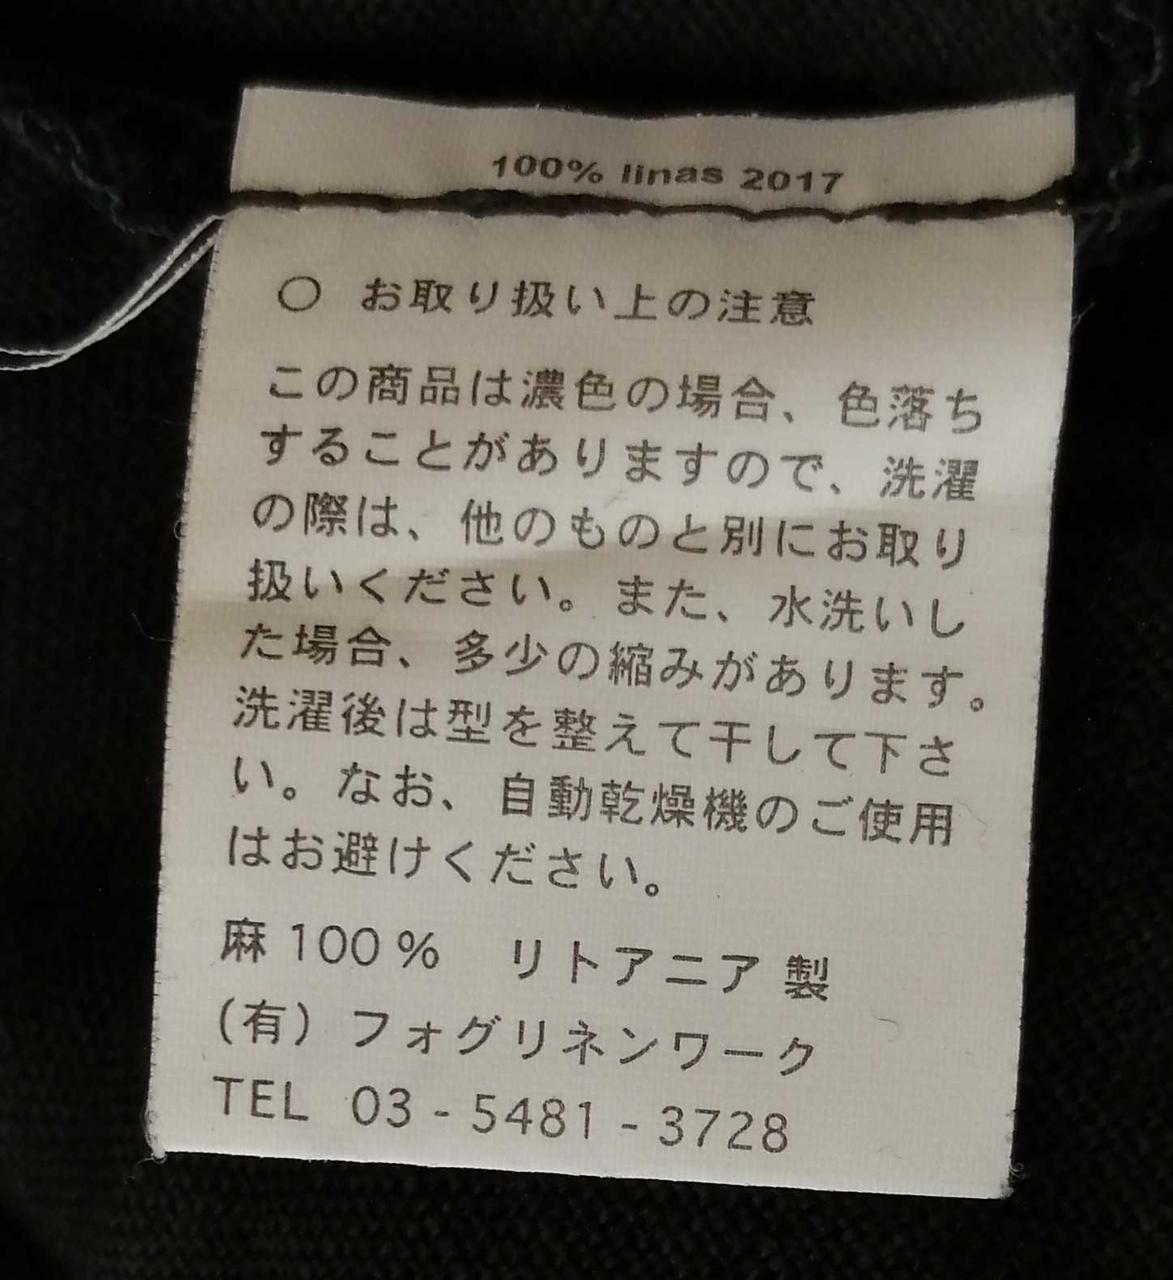 100% linas 2017
○ お取り扱い上の注意
この商品は濃色の場合、色落ち
することがありますので、洗濯
の際は、他のものと別にお取り
扱いください。また、水洗いし
た場合、多少の縮みがあります。
洗濯後は型を整えて干して下さ
い。なお、自動乾燥機のご使用
はお避けください。
麻 100% リトアニア 製
(有) フォグリネンワーク
TEL 03 - 5481 - 3728